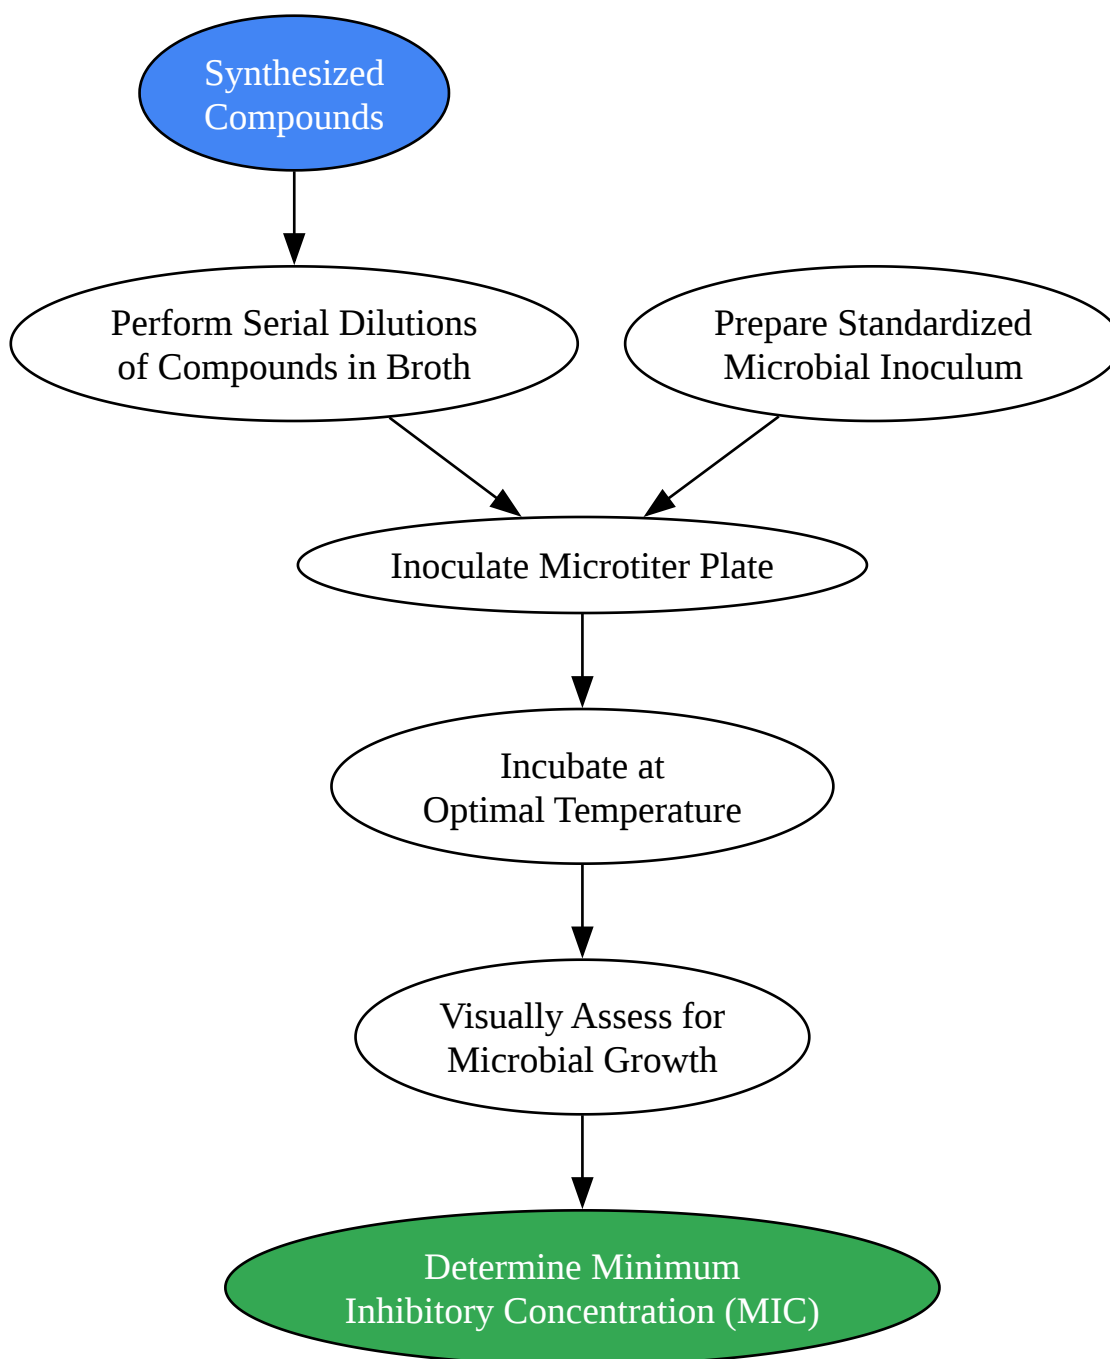 Synthesized
Compounds
Perform Serial Dilutions
of Compounds in Broth
Prepare Standardized
Microbial Inoculum
Inoculate Microtiter Plate
Incubate at
Optimal Temperature
Visually Assess for
Microbial Growth
Determine Minimum
Inhibitory Concentration (MIC)